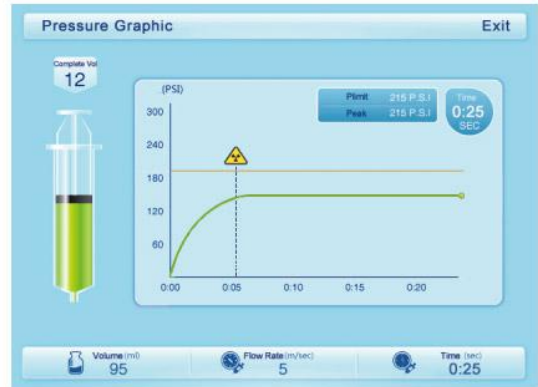 Pressure Graphic Exit
Complete Vol
12
(PSI)
Plimit 215 P.S.I
Peak 215 P.S.I
Time
0:25
SEC
300
240
180
120
60
0:00 0:05 0:10 0:15 0:20
Volume (ml)
95
Flow Rate (m/sec)
5
Time (sec)
0:25